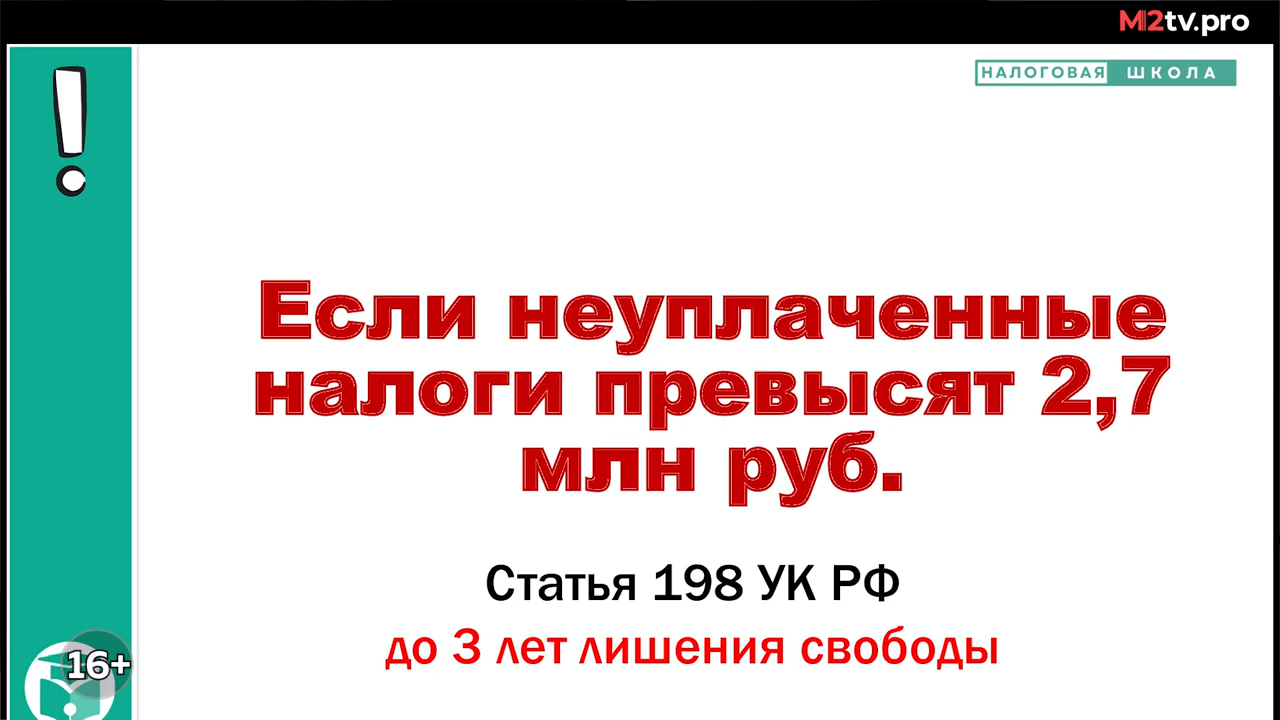 M2tv.pro
НАЛОГОВАЯ ШКОЛА
Если неуплаченные
налоги превысят 2,7
млн руб.
Статья 198 УК РФ
до 3 лет лишения свободы
16+